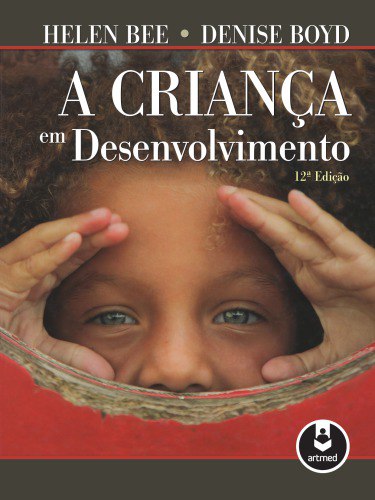 HELEN BEE • DENISE BOYD
A CRIANÇA
em Desenvolvimento
12ª Edição
artmed